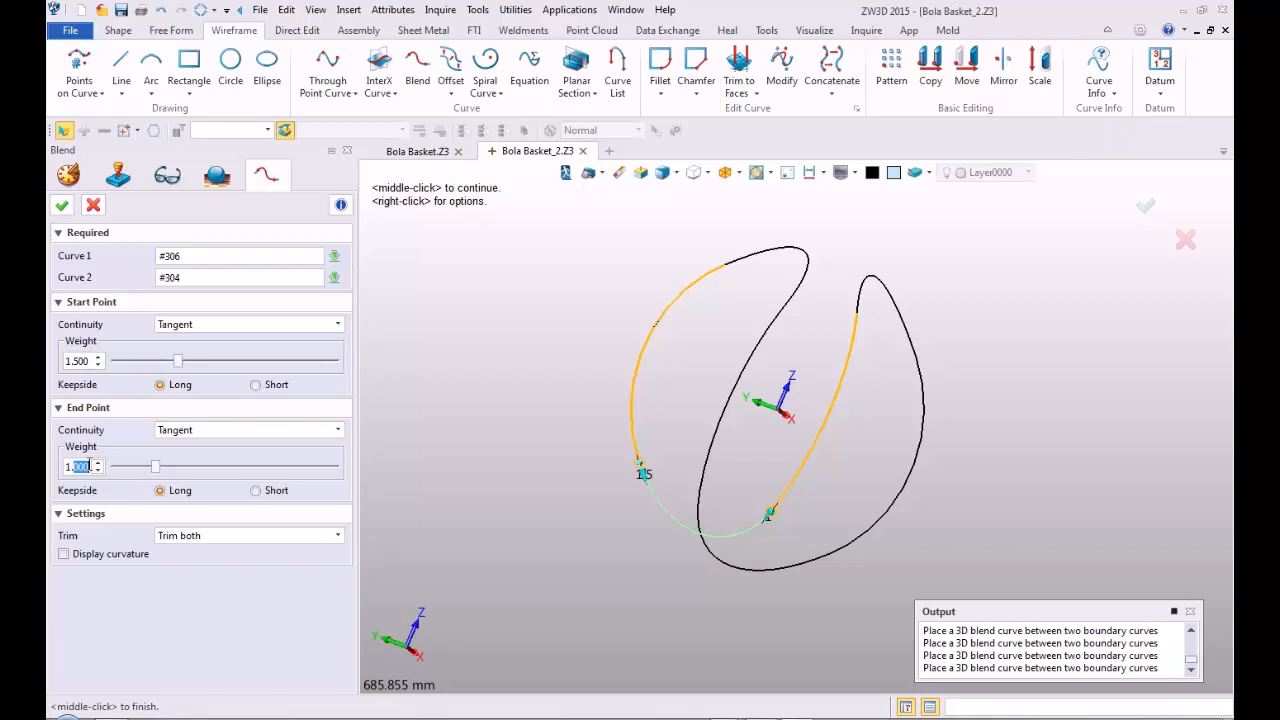 File Edit View Insert Attributes Inquire Tools Utilities Applications Window Help ZW3D 2015 - [Bola Basket_2.Z3]
File Shape Free Form Wireframe Direct Edit Assembly Sheet Metal FTI Weldments Point Cloud Data Exchange Heal Tools Visualize Inquire App Mold
Points on Curve Line Arc Rectangle Circle Ellipse Through Point Curve InterX Curve Blend Offset Curve Spiral Curve Equation Planar Section Curve List Fillet Chamfer Trim to Faces Modify Concatenate Pattern Copy Move Mirror Scale Curve Info Datum
Drawing Curve Edit Curve Basic Editing Curve Info Datum
Normal
Blend
Bola Basket.Z3 Bola Basket_2.Z3
Layer0000
<middle-click> to continue.
<right-click> for options.
Required
Curve 1 #306
Curve 2 #304
Start Point
Continuity Tangent
Weight
1.500
Keepside Long Short
End Point
Continuity Tangent
Weight
1.000
Keepside Long Short
Settings
Trim Trim both
Display curvature
Z
Y
X
1.5
1
Z
Y
X
685.855 mm
Output
Place a 3D blend curve between two boundary curves
Place a 3D blend curve between two boundary curves
Place a 3D blend curve between two boundary curves
Place a 3D blend curve between two boundary curves
<middle-click> to finish.